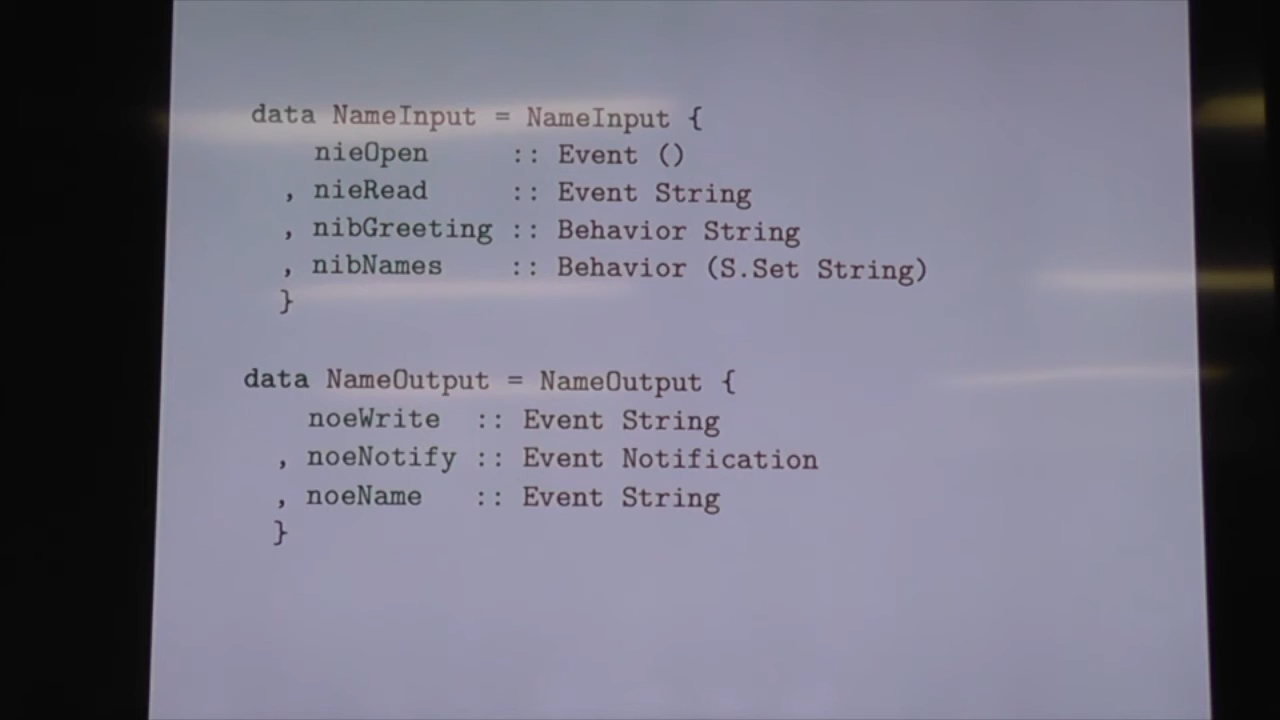 data NameInput = NameInput {
    nieOpen     :: Event ()
  , nieRead     :: Event String
  , nibGreeting :: Behavior String
  , nibNames    :: Behavior (S.Set String)
  }
data NameOutput = NameOutput {
    noeWrite  :: Event String
  , noeNotify :: Event Notification
  , noeName   :: Event String
  }